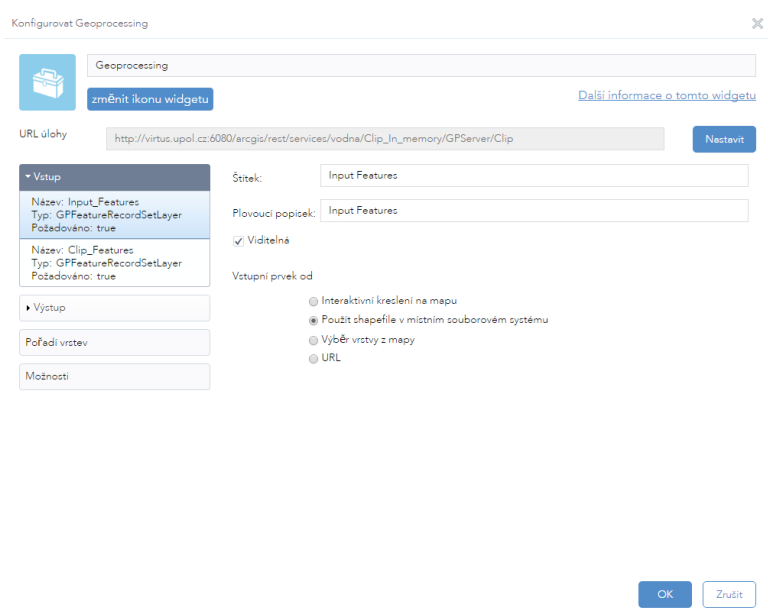 Konfigurovat Geoprocessing
Geoprocessing
změnit ikonu widgetu
Další informace o tomto widgetu
URL úlohy
http://virtus.upol.cz:6080/arcgis/rest/services/vodna/Clip_In_memory/GPServer/Clip
Nastavit
Vstup
Název: Input_Features
Typ: GPFeatureRecordSetLayer
Požadováno: true
Název: Clip_Features
Typ: GPFeatureRecordSetLayer
Požadováno: true
Výstup
Pořadí vrstev
Možnosti
Štítek:
Input Features
Plovoucí popisek:
Input Features
Viditelná
Vstupní prvek od
Interaktivní kreslení na mapu
Použít shapefile v místním souborovém systému
Výběr vrstvy z mapy
URL
OK
Zrušit